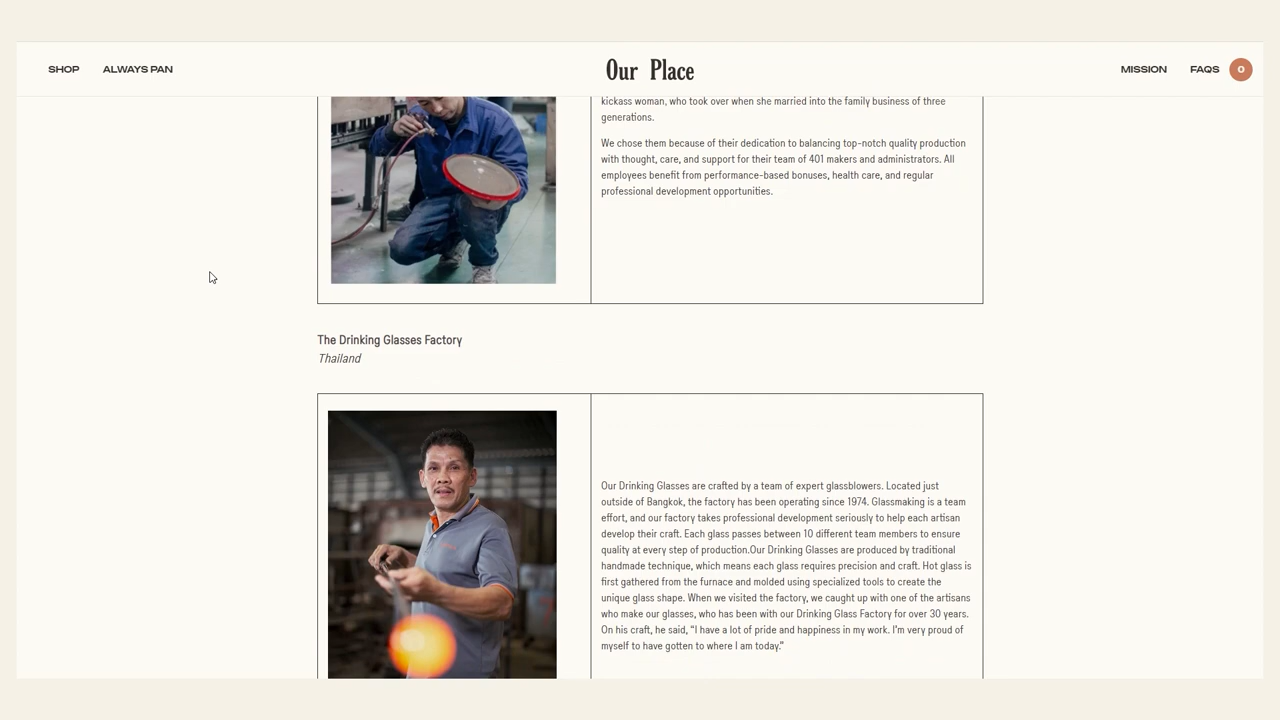 SHOP ALWAYS PAN Our Place MISSION FAQS 0
kickass woman, who took over when she married into the family business of three
generations.
We chose them because of their dedication to balancing top-notch quality production
with thought, care, and support for their team of 401 makers and administrators. All
employees benefit from performance-based bonuses, health care, and regular
professional development opportunities.
The Drinking Glasses Factory
Thailand
Our Drinking Glasses are crafted by a team of expert glassblowers. Located just
outside of Bangkok, the factory has been operating since 1974. Glassmaking is a team
effort, and our factory takes professional development seriously to help each artisan
develop their craft. Each glass passes between 10 different team members to ensure
quality at every step of production.Our Drinking Glasses are produced by traditional
handmade technique, which means each glass requires precision and craft. Hot glass is
first gathered from the furnace and molded using specialized tools to create the
unique glass shape. When we visited the factory, we caught up with one of the artisans
who make our glasses, who has been with our Drinking Glass Factory for over 30 years.
On his craft, he said, “I have a lot of pride and happiness in my work. I’m very proud of
myself to have gotten to where I am today.”